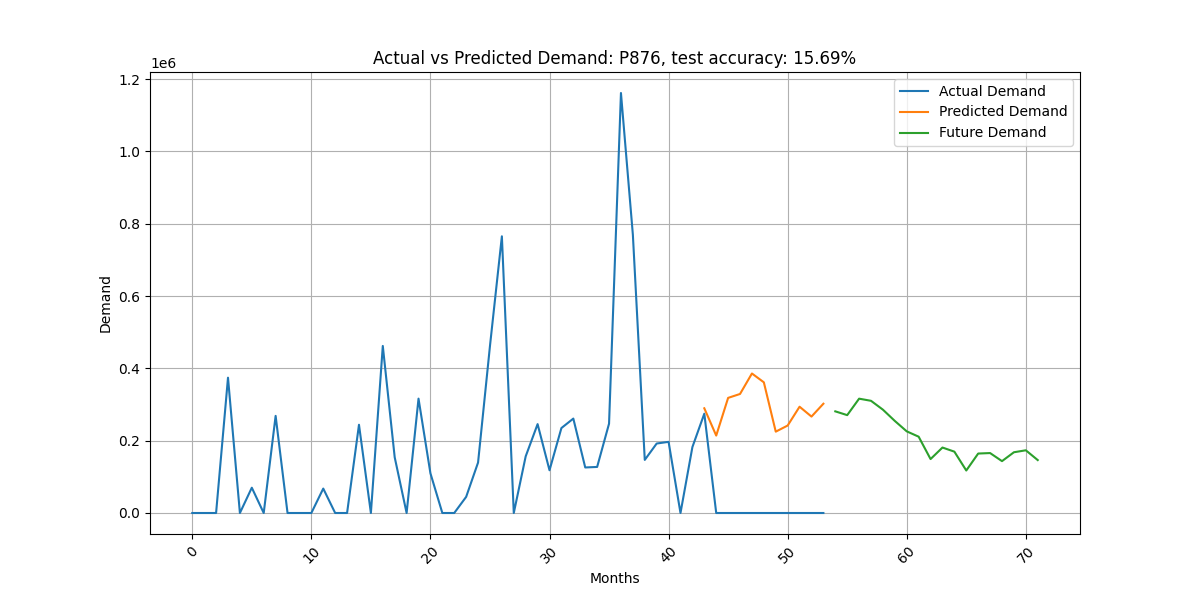 Actual vs Predicted Demand: P876, test accuracy: 15.69%
1e6
Actual Demand
Predicted Demand
Future Demand
1.2
1.0
0.8
0.6
0.4
0.2
0.0
Demand
0 10 20 30 40 50 60 70
Months